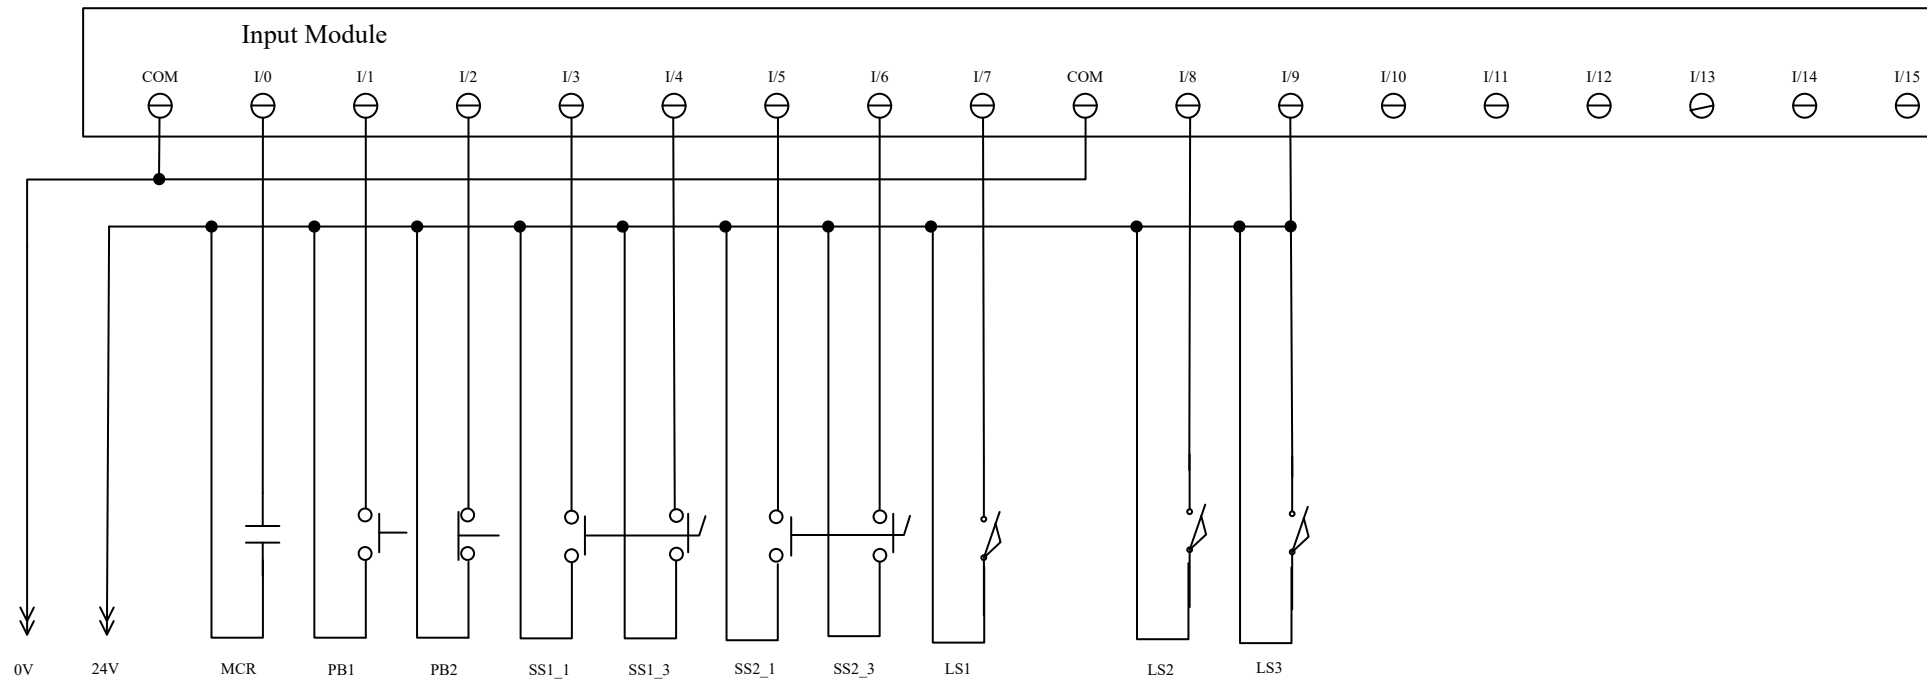 Input Module
COM I/0 I/1 I/2 I/3 I/4 I/5 I/6 I/7 COM I/8 I/9 I/10 I/11 I/12 I/13 I/14 I/15
0V 24V MCR PB1 PB2 SS1_1 SS1_3 SS2_1 SS2_3 LS1 LS2 LS3